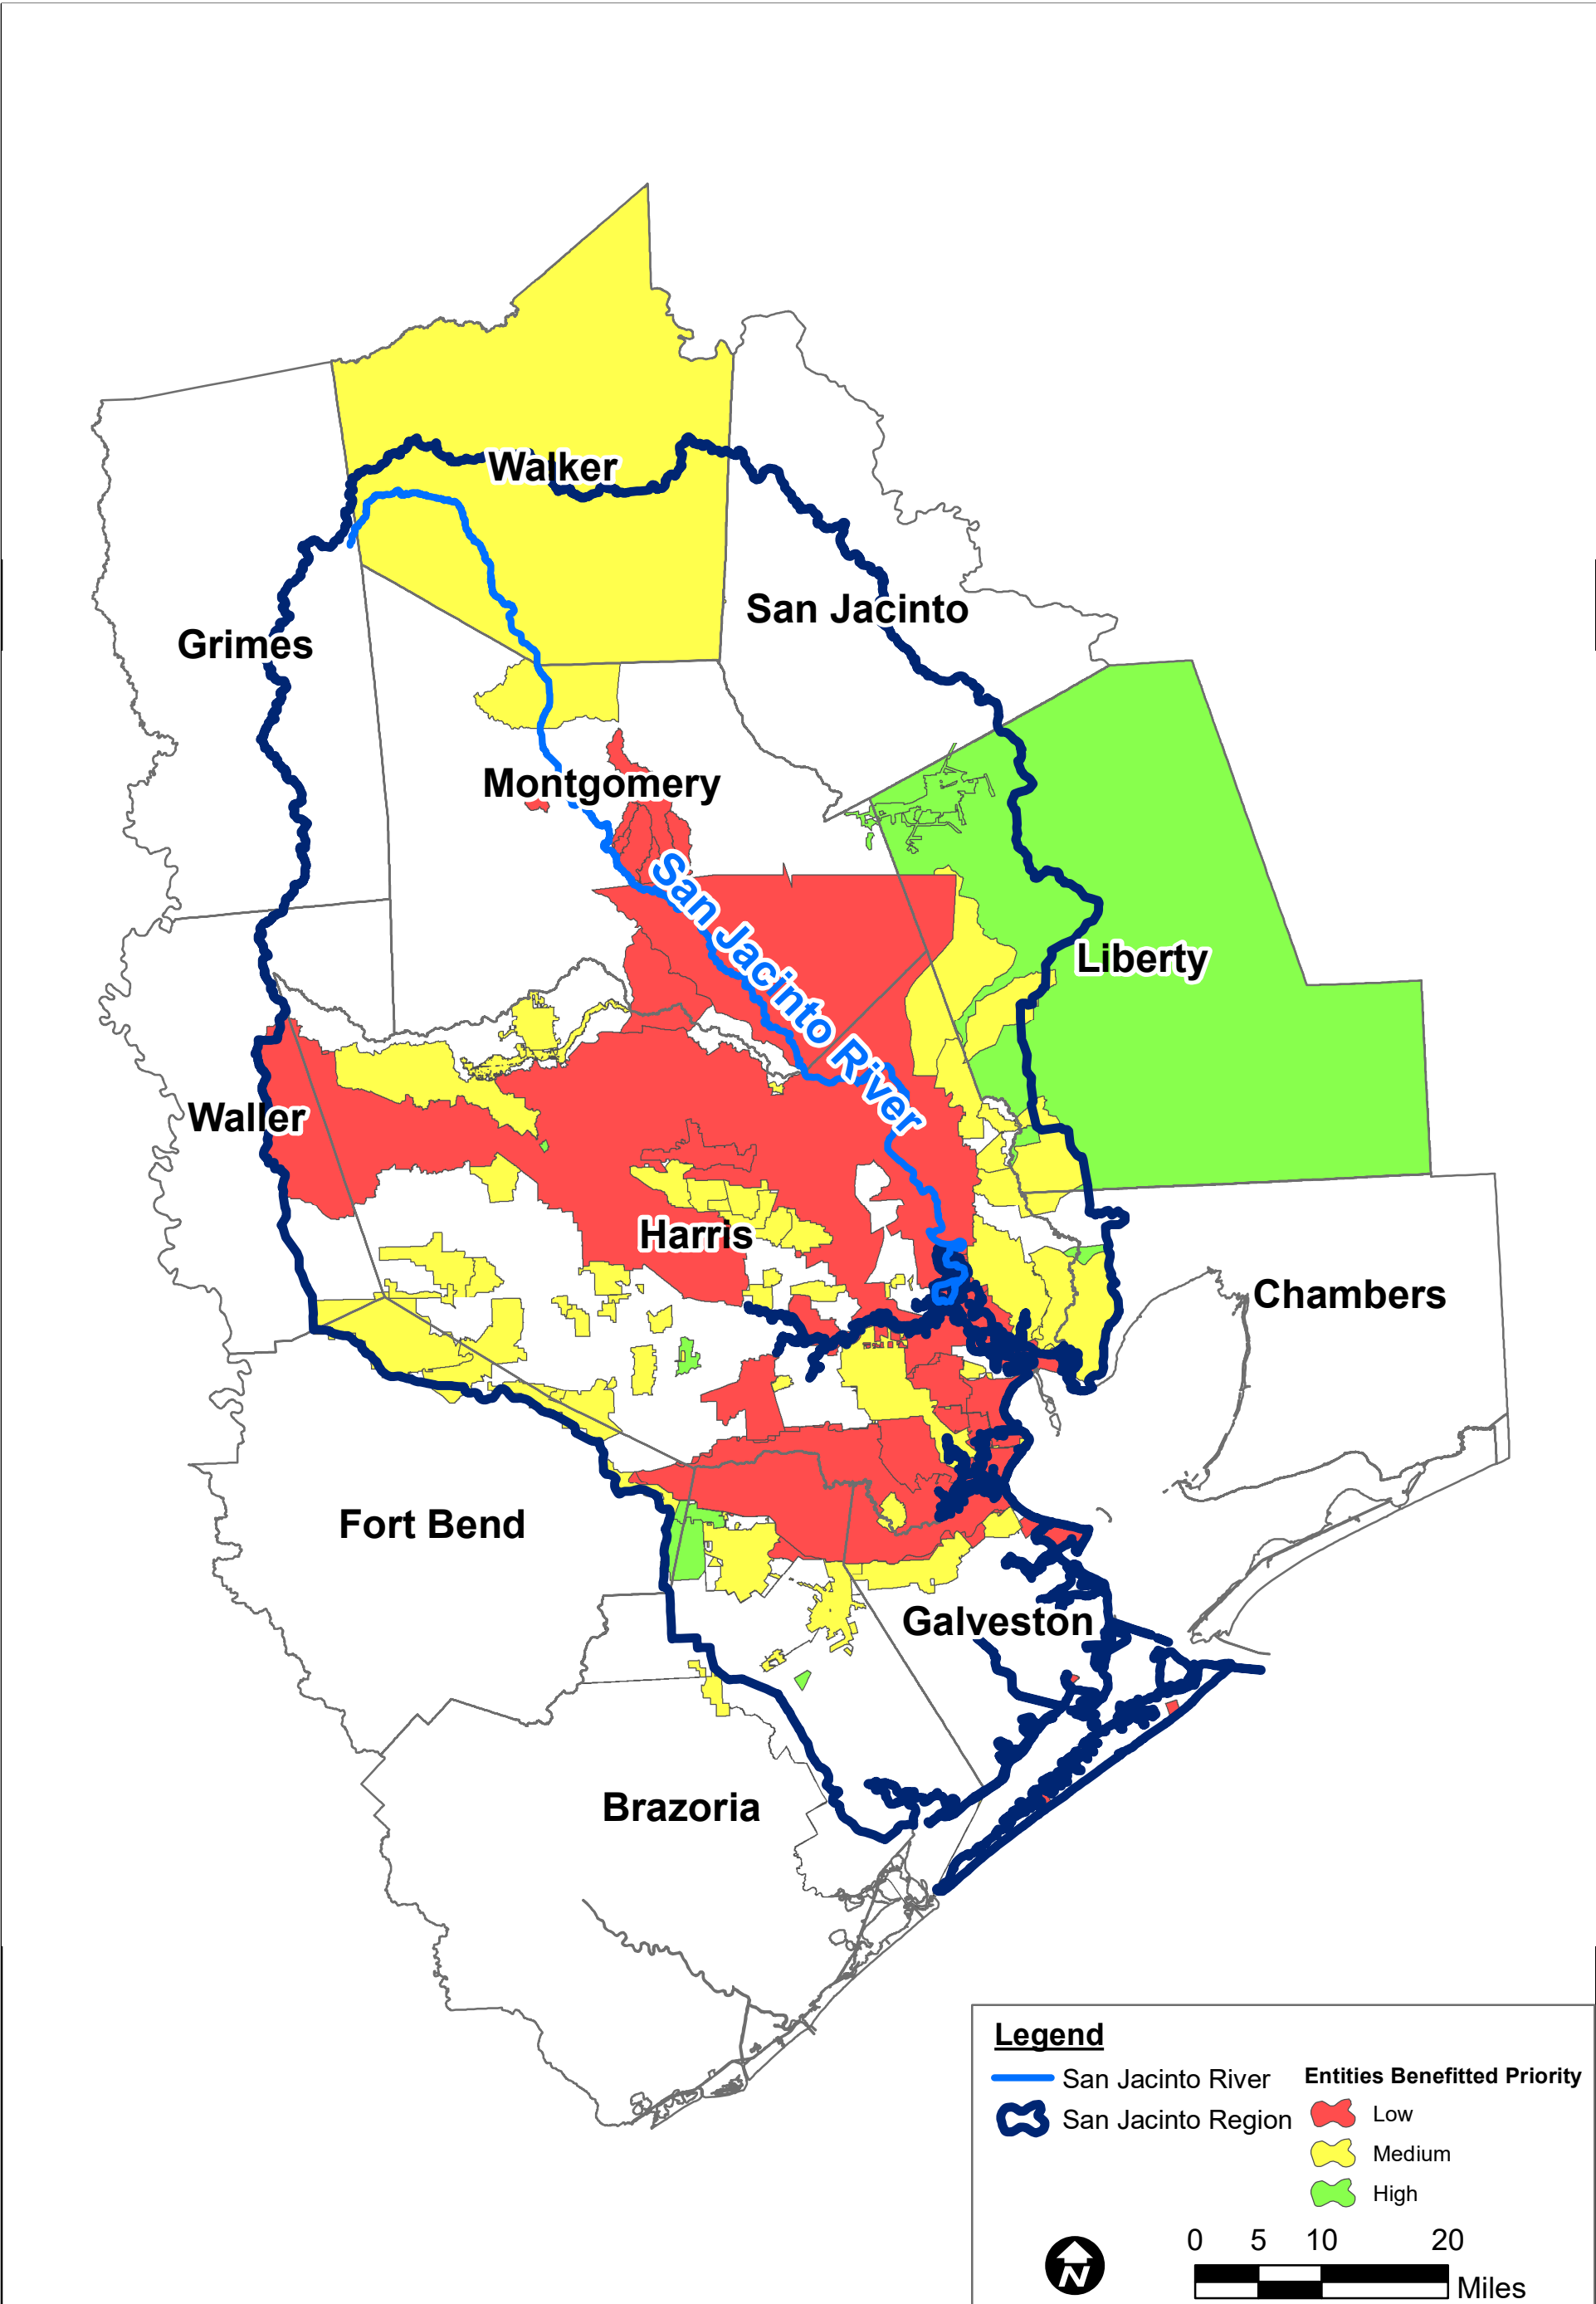 Walker
San Jacinto
Grimes
Montgomery
San Jacinto River
Liberty
Waller
Harris
Chambers
Fort Bend
Galveston
Brazoria
Legend
San Jacinto River
San Jacinto Region
Entities Benefitted Priority
Low
Medium
High
N
0 5 10 20
Miles